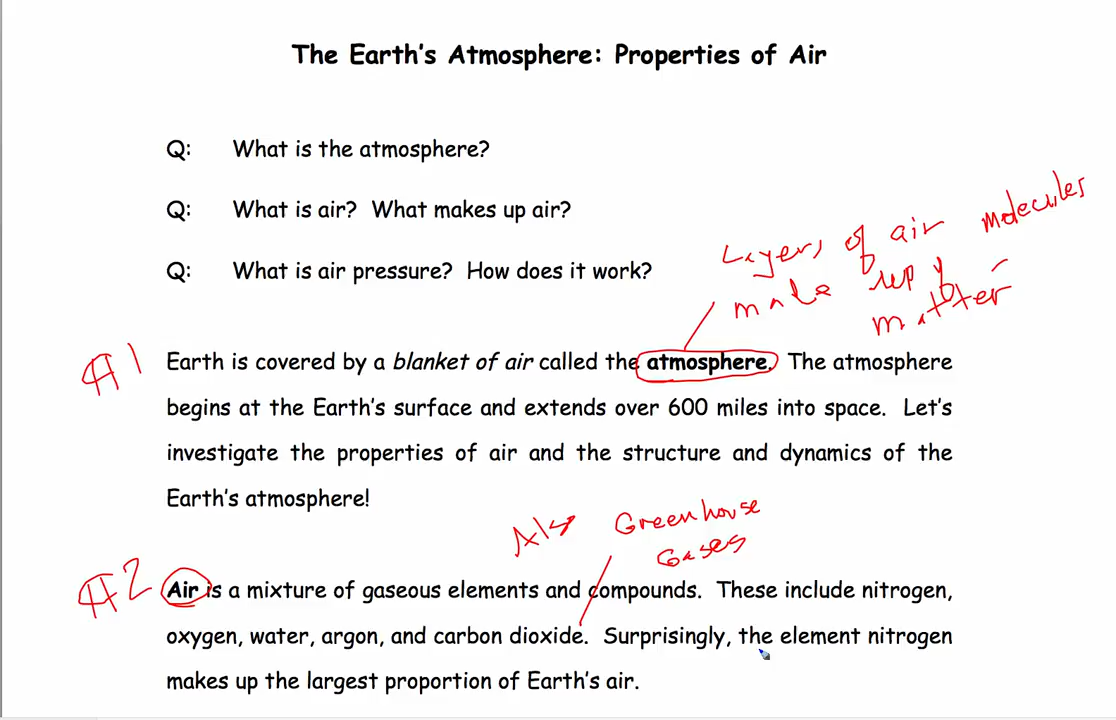 The Earth's Atmosphere: Properties of Air
Q: What is the atmosphere?
Q: What is air? What makes up air?
Q: What is air pressure? How does it work?
Layers of air molecules
make up
matter
#1
Earth is covered by a blanket of air called the atmosphere. The atmosphere
begins at the Earth's surface and extends over 600 miles into space. Let's
investigate the properties of air and the structure and dynamics of the
Earth's atmosphere!
Greenhouse
Gases
#2
Air is a mixture of gaseous elements and compounds. These include nitrogen,
oxygen, water, argon, and carbon dioxide. Surprisingly, the element nitrogen
makes up the largest proportion of Earth's air.